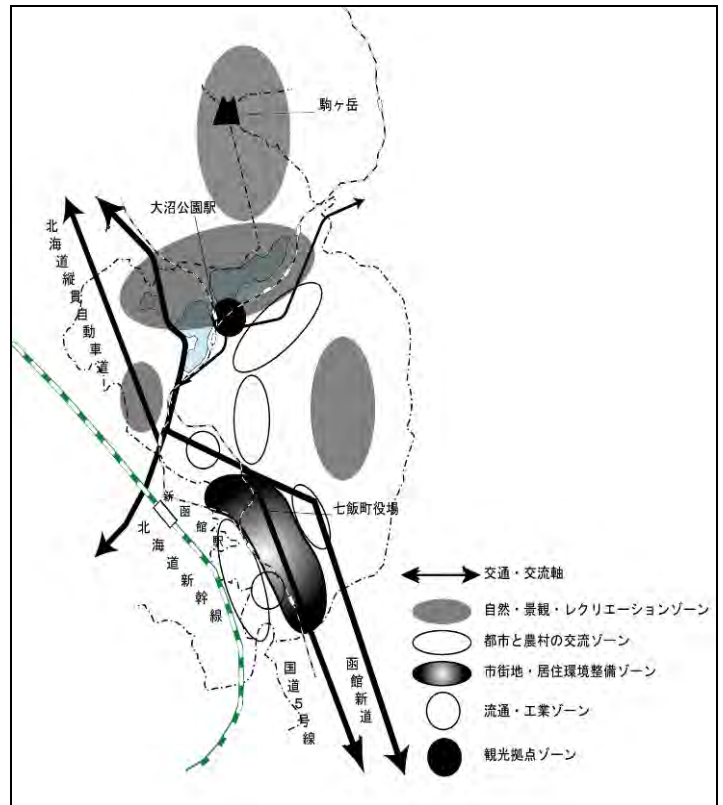 駒ヶ岳
大沼公園駅
北海道縦貫自動車道
七飯町役場
新函館駅
北海道新幹線
国道5号線
函館新道
交通・交流軸
自然・景観・レクリエーションゾーン
都市と農村の交流ゾーン
市街地・居住環境整備ゾーン
流通・工業ゾーン
観光拠点ゾーン